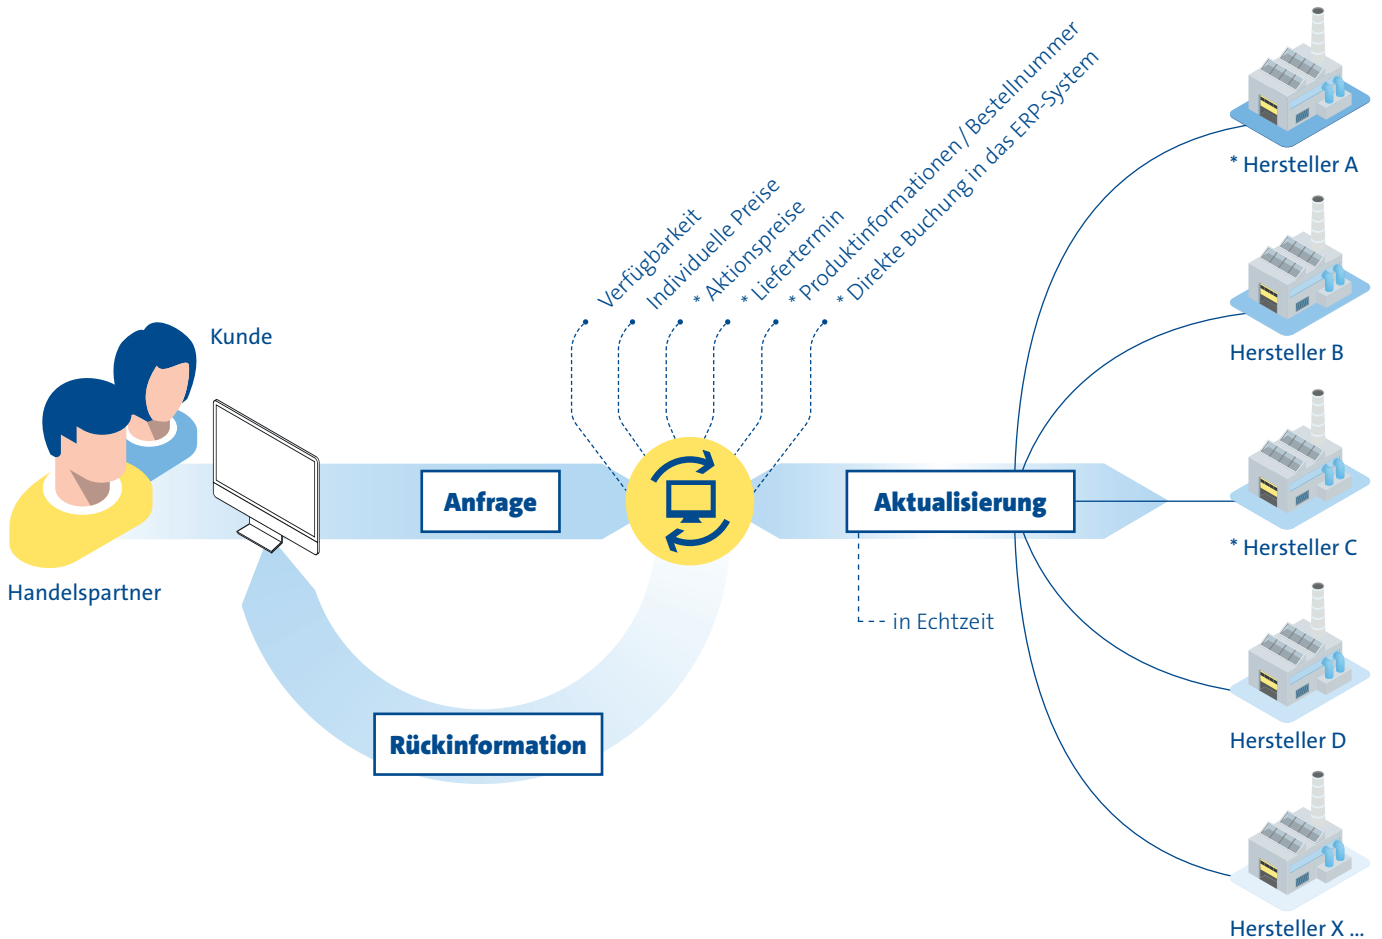 Kunde
Handelspartner
Anfrage
Verfügbarkeit
Individuelle Preise
* Aktionspreise
* Liefertermin
* Produktinformationen / Bestellnummer
* Direkte Buchung in das ERP-System
Aktualisierung
in Echtzeit
Rückinformation
* Hersteller A
Hersteller B
* Hersteller C
Hersteller D
Hersteller X ...